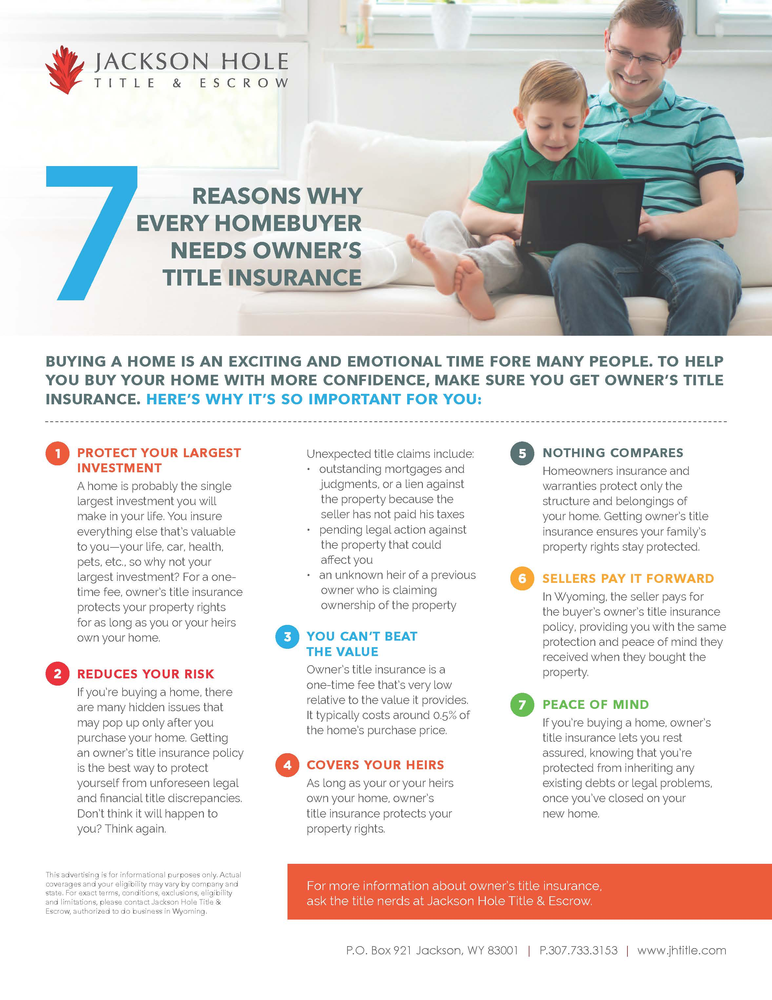 JACKSON HOLE
TITLE & ESCROW
7
REASONS WHY
EVERY HOMEBUYER
NEEDS OWNER'S
TITLE INSURANCE
BUYING A HOME IS AN EXCITING AND EMOTIONAL TIME FORE MANY PEOPLE. TO HELP
YOU BUY YOUR HOME WITH MORE CONFIDENCE, MAKE SURE YOU GET OWNER'S TITLE
INSURANCE. HERE'S WHY IT'S SO IMPORTANT FOR YOU:
1 PROTECT YOUR LARGEST
INVESTMENT
A home is probably the single
largest investment you will
make in your life. You insure
everything else that's valuable
to you—your life, car, health,
pets, etc., so why not your
largest investment? For a one-
time fee, owner's title insurance
protects your property rights
for as long as you or your heirs
own your home.
2 REDUCES YOUR RISK
If you're buying a home, there
are many hidden issues that
may pop up only after you
purchase your home. Getting
an owner's title insurance policy
is the best way to protect
yourself from unforeseen legal
and financial title discrepancies.
Don't think it will happen to
you? Think again.
Unexpected title claims include:
• outstanding mortgages and
judgments, or a lien against
the property because the
seller has not paid his taxes
• pending legal action against
the property that could
affect you
• an unknown heir of a previous
owner who is claiming
ownership of the property
3 YOU CAN'T BEAT
THE VALUE
Owner's title insurance is a
one-time fee that's very low
relative to the value it provides.
It typically costs around 0.5% of
the home's purchase price.
4 COVERS YOUR HEIRS
As long as your or your heirs
own your home, owner's
title insurance protects your
property rights.
5 NOTHING COMPARES
Homeowners insurance and
warranties protect only the
structure and belongings of
your home. Getting owner's title
insurance ensures your family's
property rights stay protected.
6 SELLERS PAY IT FORWARD
In Wyoming, the seller pays for
the buyer's owner's title insurance
policy, providing you with the same
protection and peace of mind they
received when they bought the
property.
7 PEACE OF MIND
If you're buying a home, owner's
title insurance lets you rest
assured, knowing that you're
protected from inheriting any
existing debts or legal problems,
once you've closed on your
new home.
This advertising is for informational purposes only. Actual
coverages and your eligibility may vary by company and
state. For exact terms, conditions, exclusions, eligibility
and limitations, please contact Jackson Hole Title &
Escrow, authorized to do business in Wyoming.
For more information about owner's title insurance,
ask the title nerds at Jackson Hole Title & Escrow.
P.O. Box 921 Jackson, WY 83001 | P.307.733.3153 | www.jhtitle.com